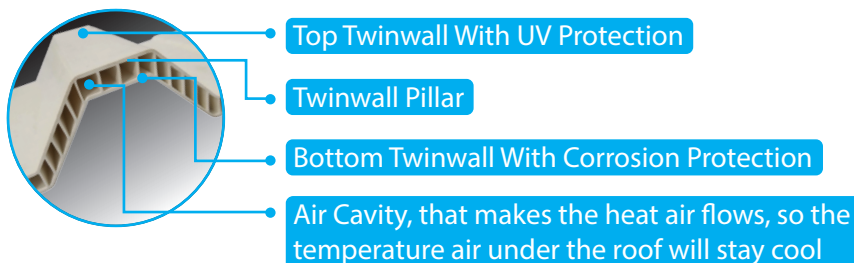 Top Twinwall With UV Protection
Twinwall Pillar
Bottom Twinwall With Corrosion Protection
Air Cavity, that makes the heat air flows, so the
temperature air under the roof will stay cool